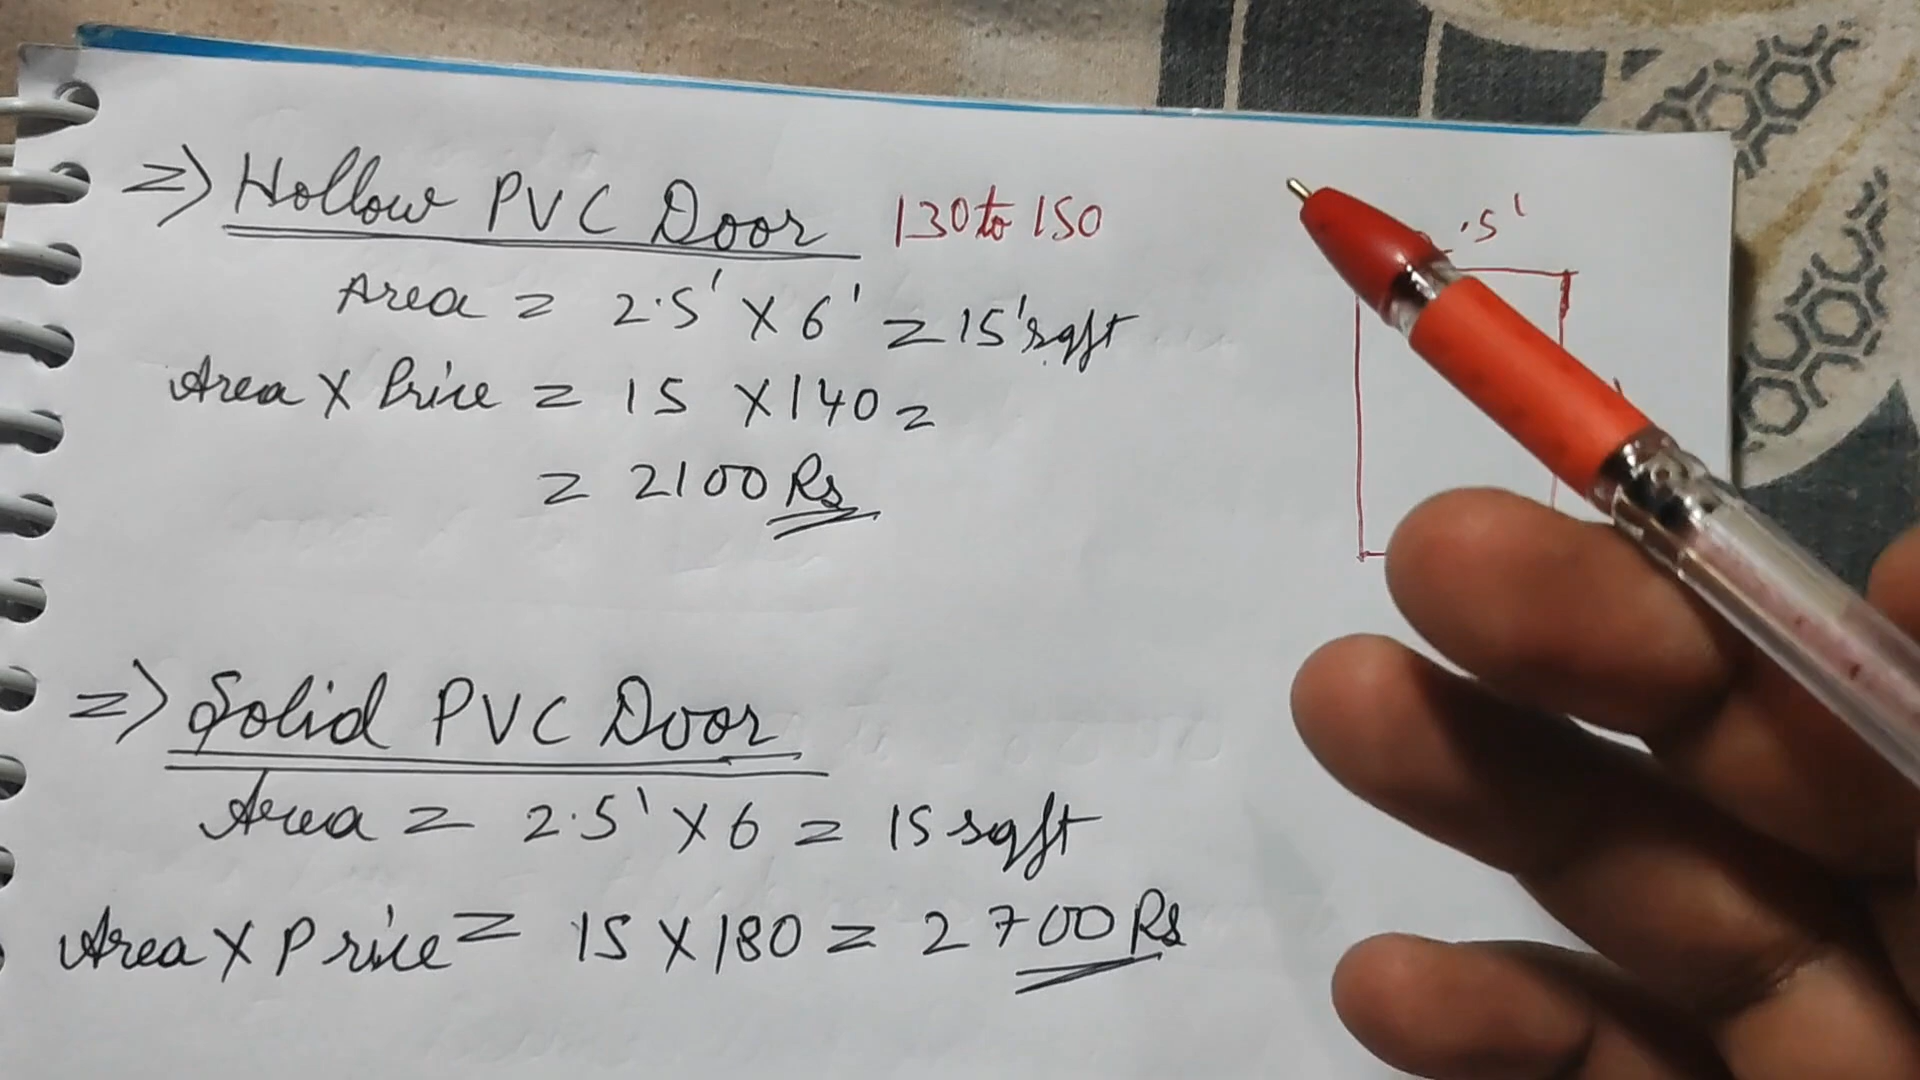 => Hollow PVC Door 130 to 150
Area = 2.5' X 6' = 15' sqft
Area X Price = 15 X 140 =
= 2100 Rs
.5'
=> Solid PVC Door
Area = 2.5' X 6 = 15 sqft
Area X Price = 15 X 180 = 2700 Rs